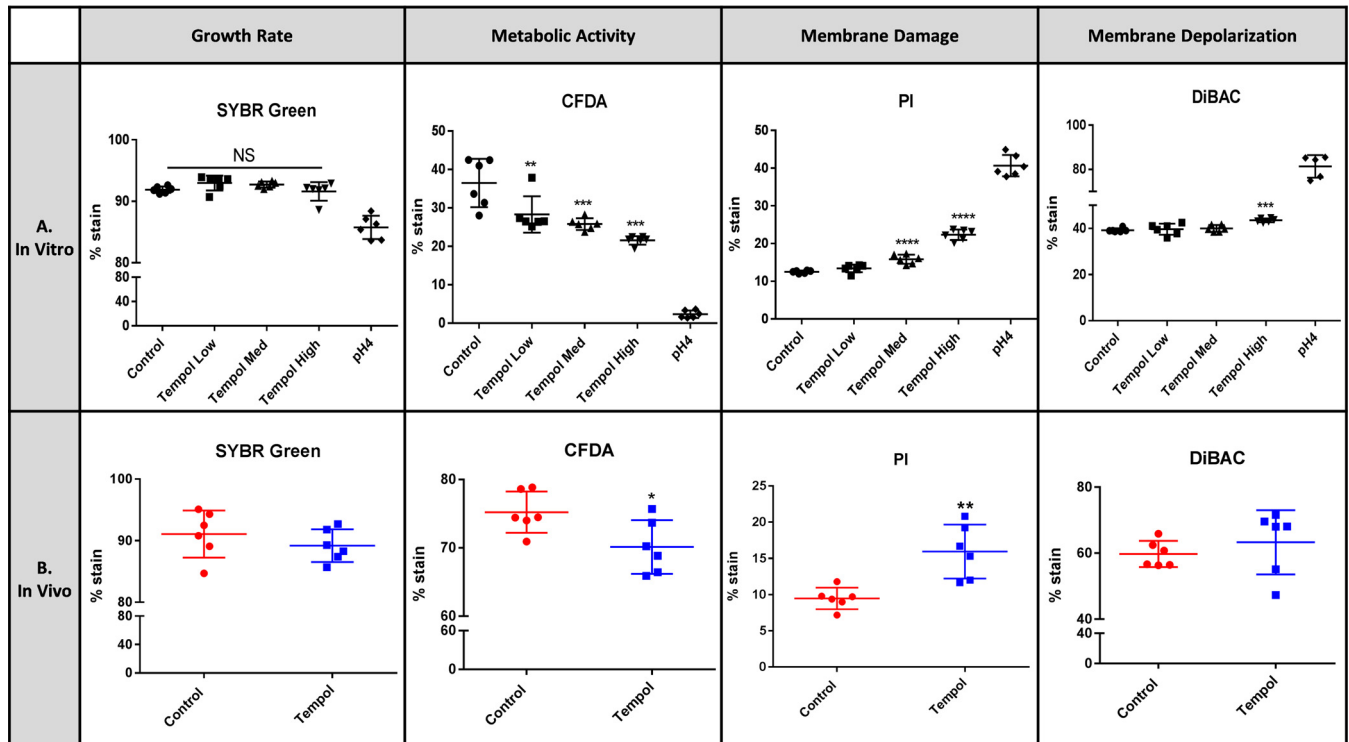 Growth Rate
Metabolic Activity
Membrane Damage
Membrane Depolarization
A.
In Vitro
SYBR Green
% stain
100
90
80
80
40
60
20
0
NS
Control
Tempol Low
Tempol Med
Tempol High
pH4
CFDA
% stain
50
40
30
20
10
0
**
***
***
Control
Tempol Low
Tempol Med
Tempol High
pH4
PI
% stain
50
40
30
20
10
0
****
****
Control
Tempol Low
Tempol Med
Tempol High
pH4
DiBAC
% stain
100
80
60
40
20
0
***
Control
Tempol Low
Tempol Med
Tempol High
pH4
B.
In Vivo
SYBR Green
% stain
100
90
80
80
40
0
Control
Tempol
CFDA
% stain
80
70
60
60
0
*
Control
Tempol
PI
% stain
25
20
15
10
5
0
**
Control
Tempol
DiBAC
% stain
80
60
40
40
0
Control
Tempol